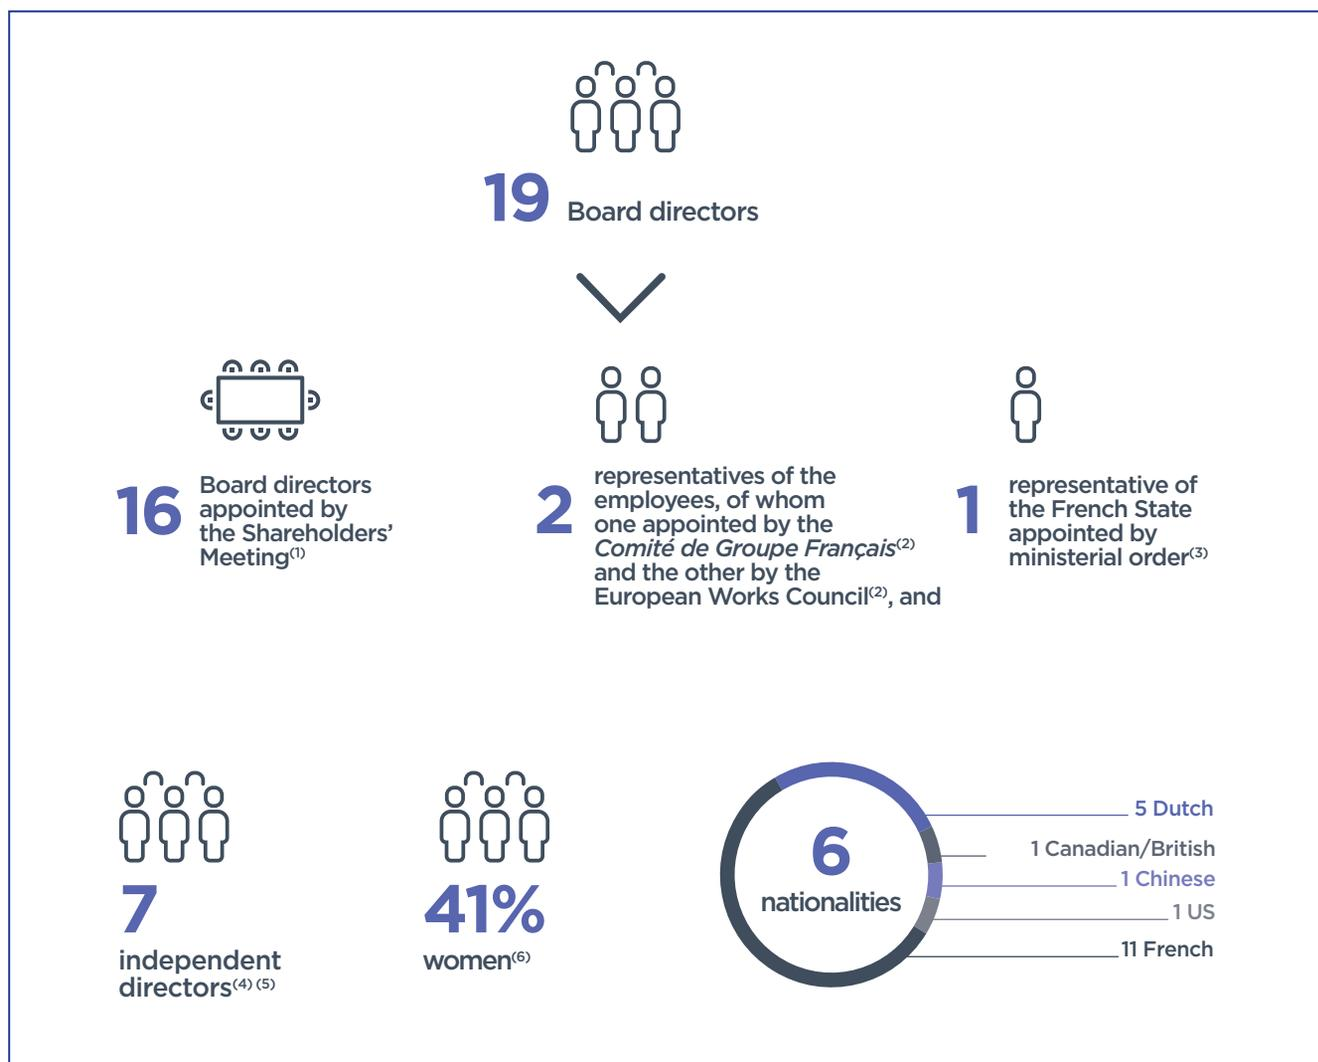 19 Board directors
16
Board directors
appointed by
the Shareholders'
Meeting(1)
2
representatives of the
employees, of whom
one appointed by the
Comité de Groupe Français(2)
and the other by the
European Works Council(2), and
1
representative of
the French State
appointed by
ministerial order(3)
7
independent
directors(4) (5)
41%
women(6)
6
nationalities
5 Dutch
1 Canadian/British
1 Chinese
1 US
11 French